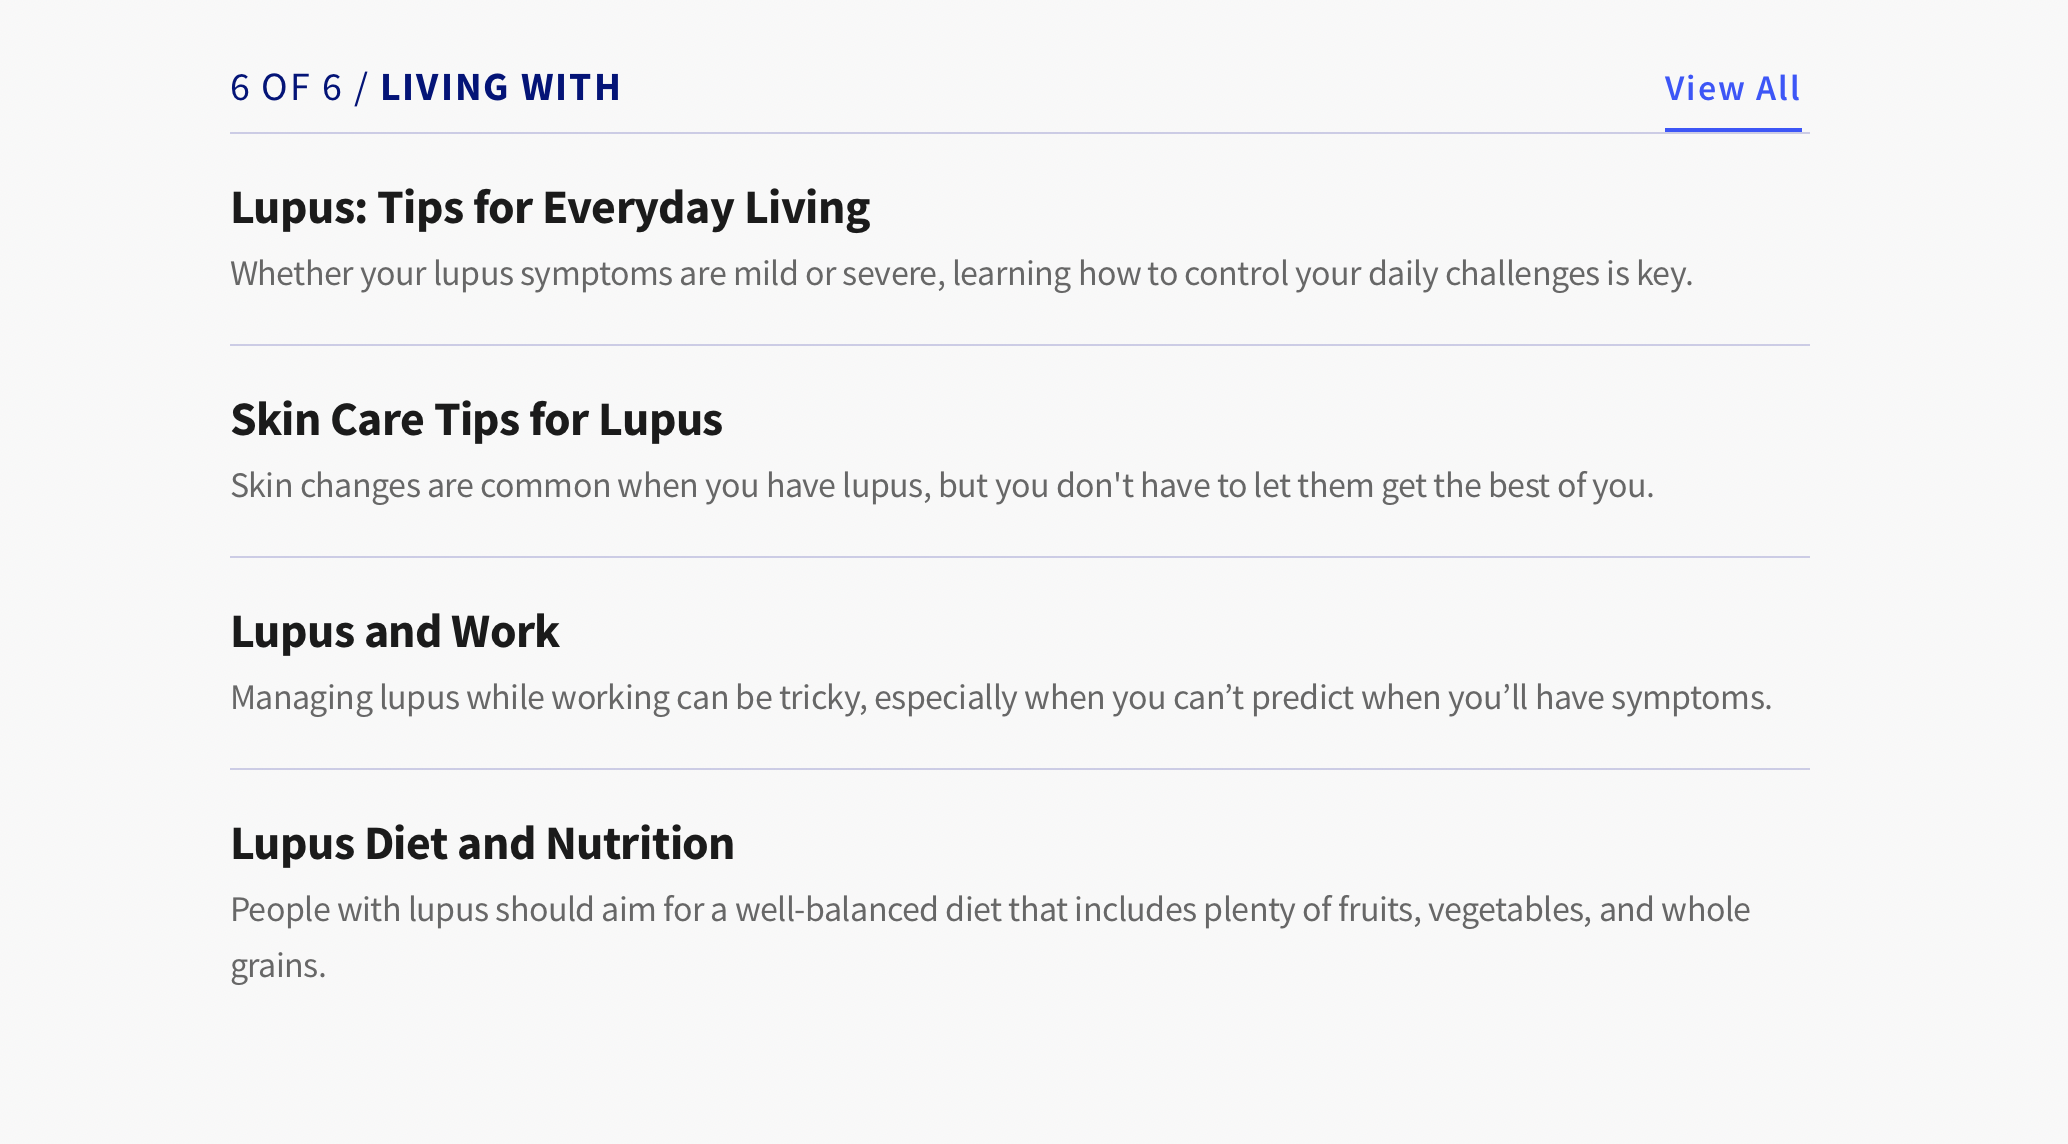 6 OF 6 / LIVING WITH
View All
Lupus: Tips for Everyday Living
Whether your lupus symptoms are mild or severe, learning how to control your daily challenges is key.
Skin Care Tips for Lupus
Skin changes are common when you have lupus, but you don't have to let them get the best of you.
Lupus and Work
Managing lupus while working can be tricky, especially when you can’t predict when you’ll have symptoms.
Lupus Diet and Nutrition
People with lupus should aim for a well-balanced diet that includes plenty of fruits, vegetables, and whole
grains.